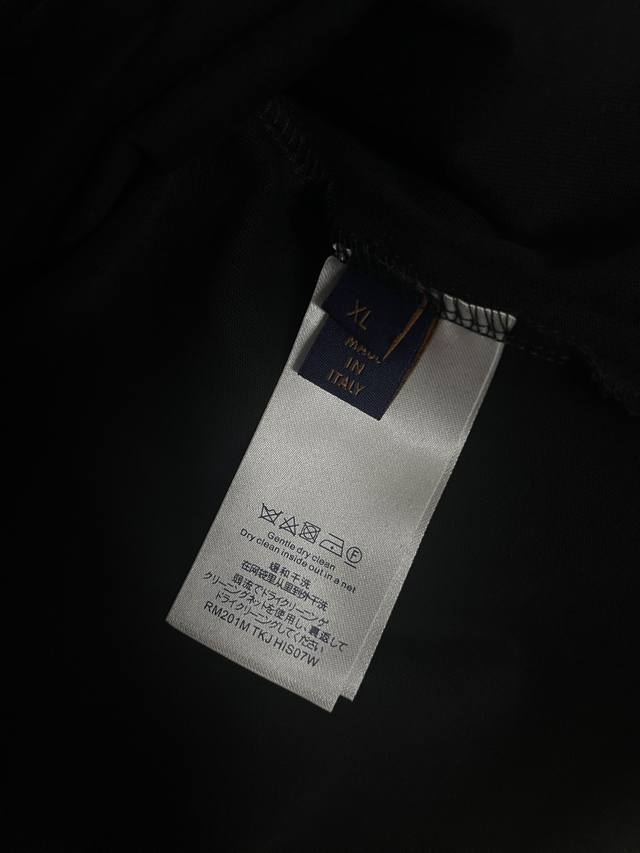 XL
IN
ITALY
Gentle dry clean
Dry clean inside out in a net
缓和干洗
在网袋里从里到外干洗
弱流でドライクリーニング
クリーニングネットを使用し、裏返して
ドライクリーニングしてください
RM201M TKJ HIS07W